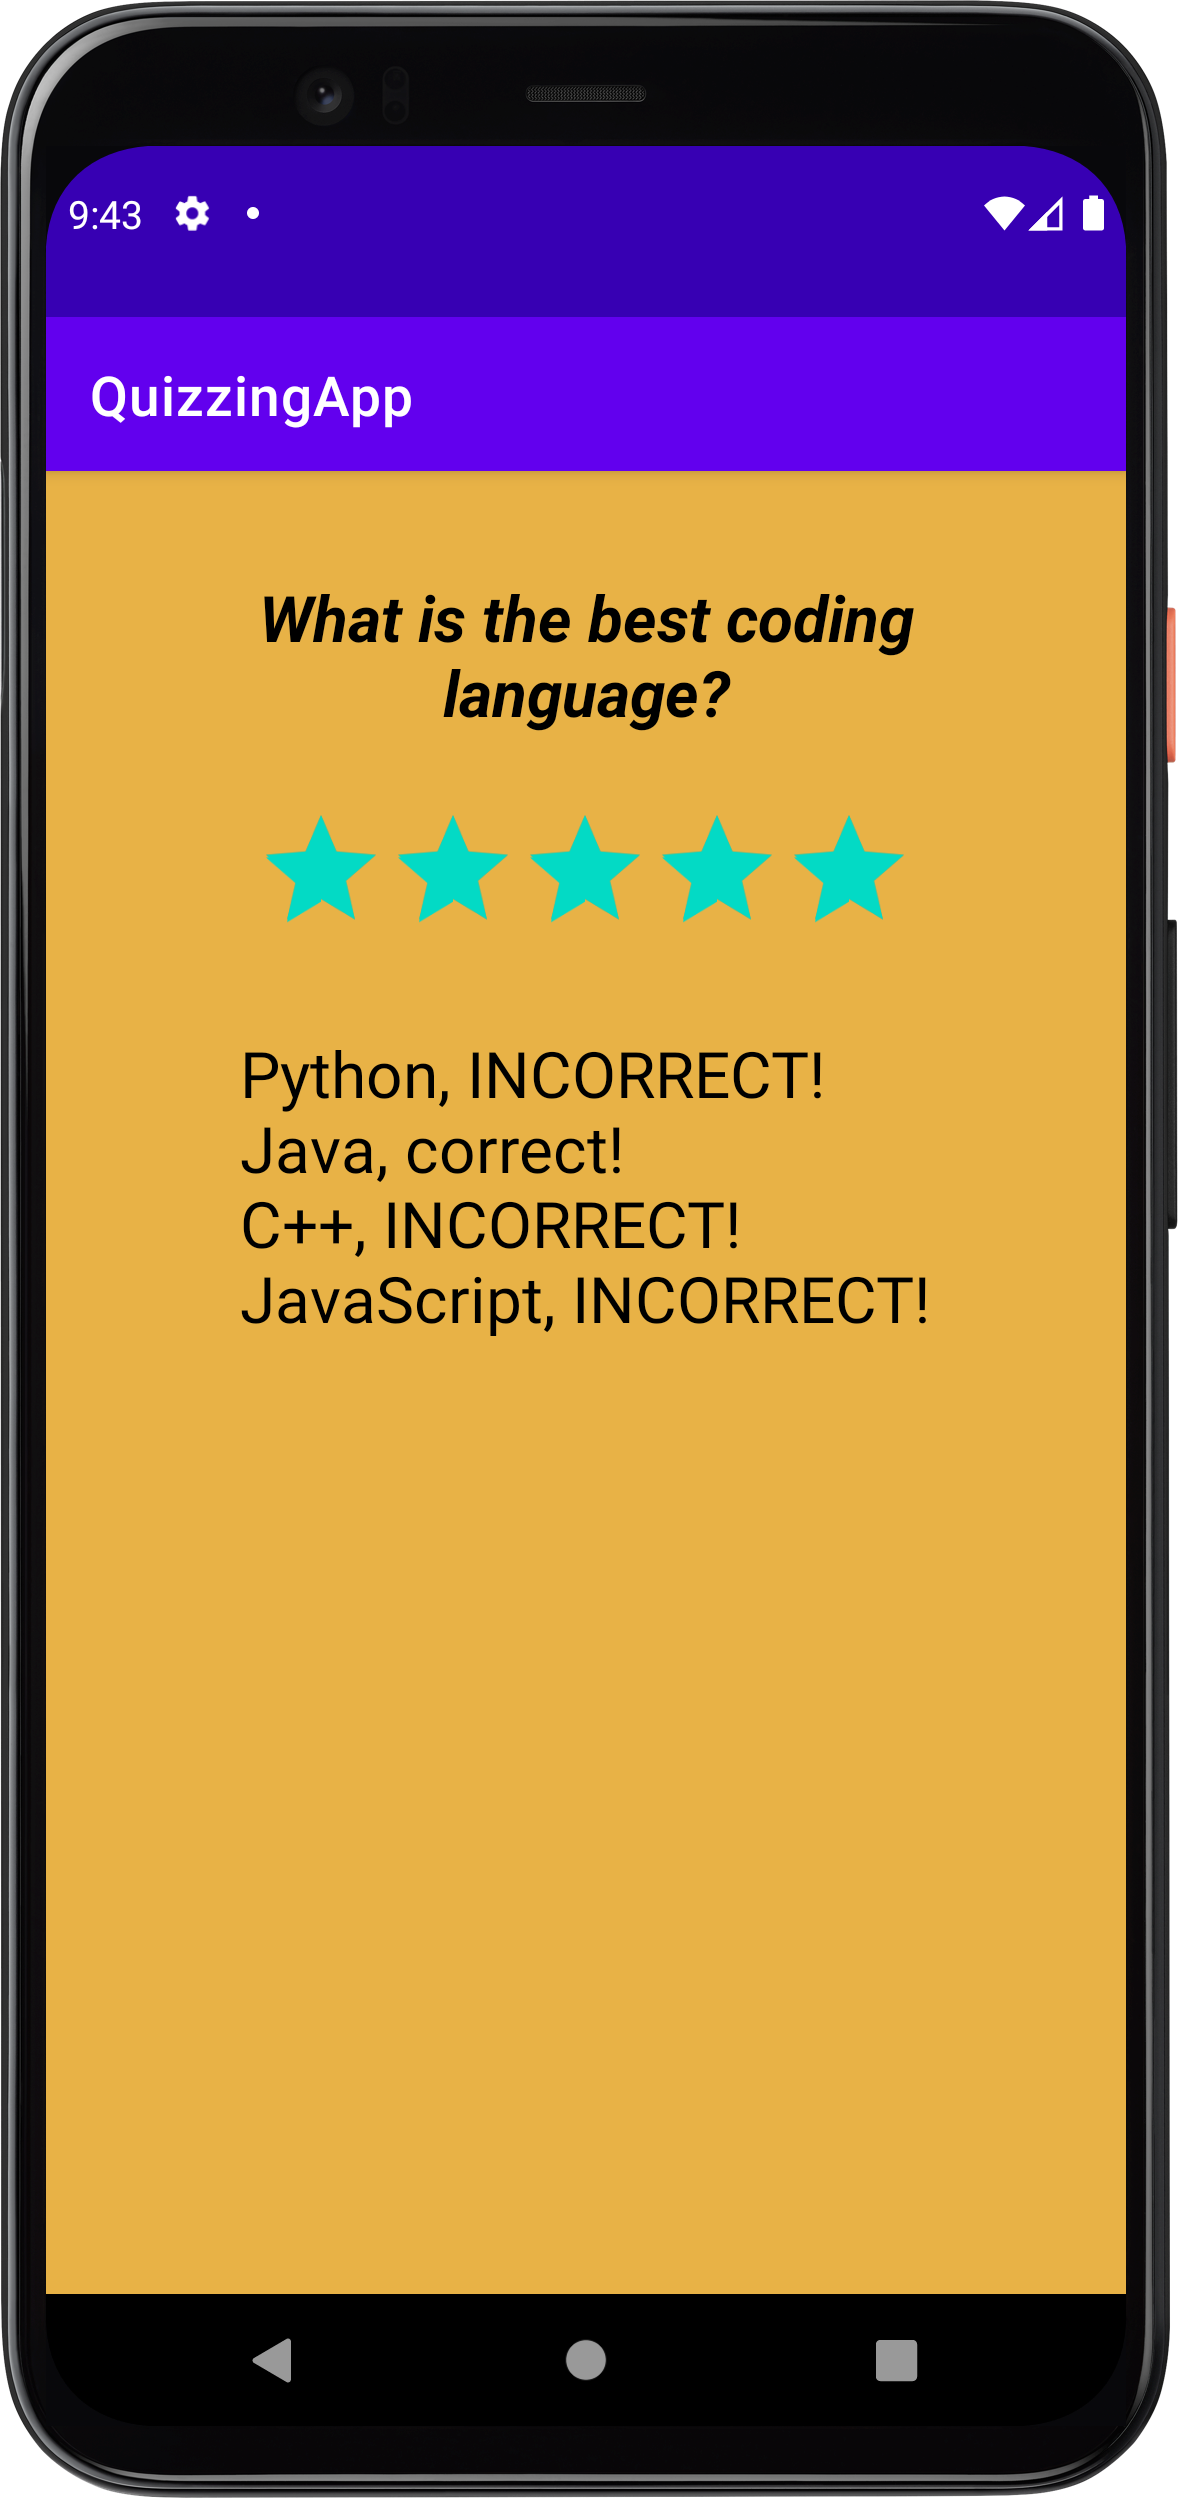 9:43
QuizzingApp
What is the best coding
language?
Python, INCORRECT!
Java, correct!
C++, INCORRECT!
JavaScript, INCORRECT!